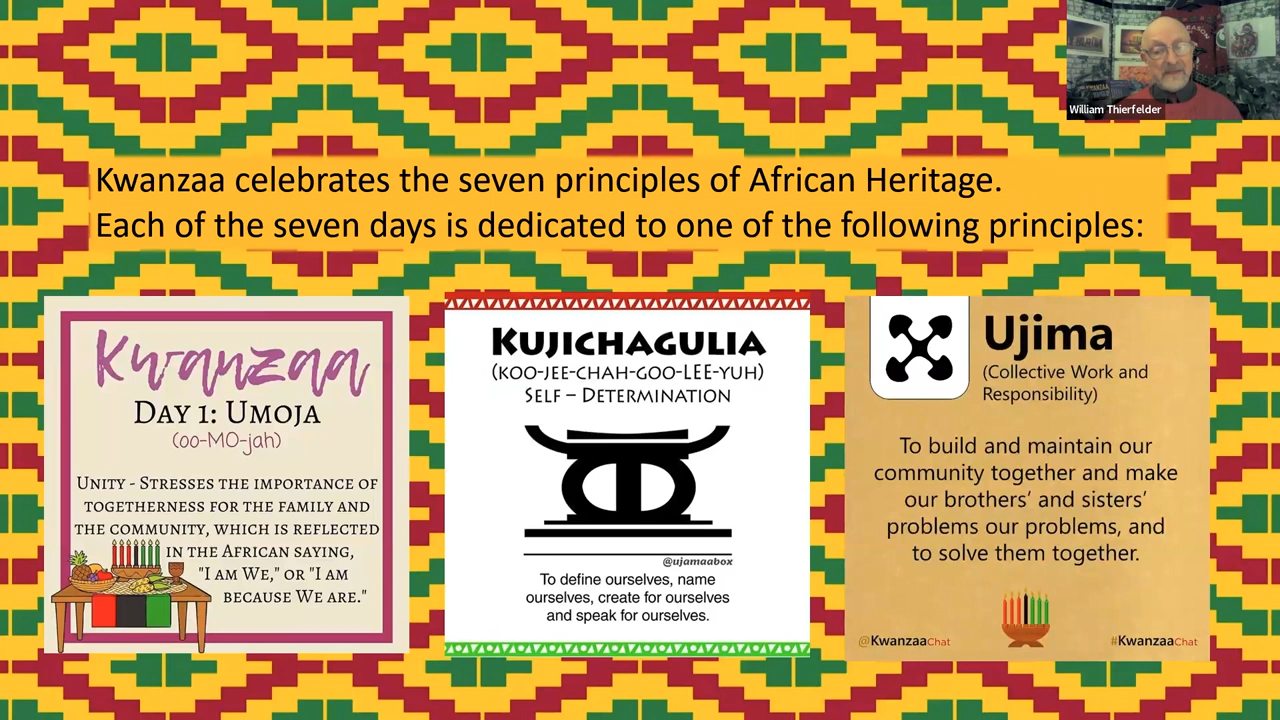 William Thierfelder
Kwanzaa celebrates the seven principles of African Heritage.
Each of the seven days is dedicated to one of the following principles:
Kwanzaa
DAY 1: UMOJA
(oo-MO-jah)
UNITY - STRESSES THE IMPORTANCE OF
TOGETHERNESS FOR THE FAMILY AND
THE COMMUNITY, WHICH IS REFLECTED
IN THE AFRICAN SAYING,
"I AM WE," OR "I AM
BECAUSE WE ARE."
KUJICHAGULIA
(KOO-JEE-CHAH-GOO-LEE-YUH)
SELF – DETERMINATION
@ujamaabox
To define ourselves, name
ourselves, create for ourselves
and speak for ourselves.
Ujima
(Collective Work and
Responsibility)
To build and maintain our
community together and make
our brothers' and sisters'
problems our problems, and
to solve them together.
@KwanzaaChat
#KwanzaaChat